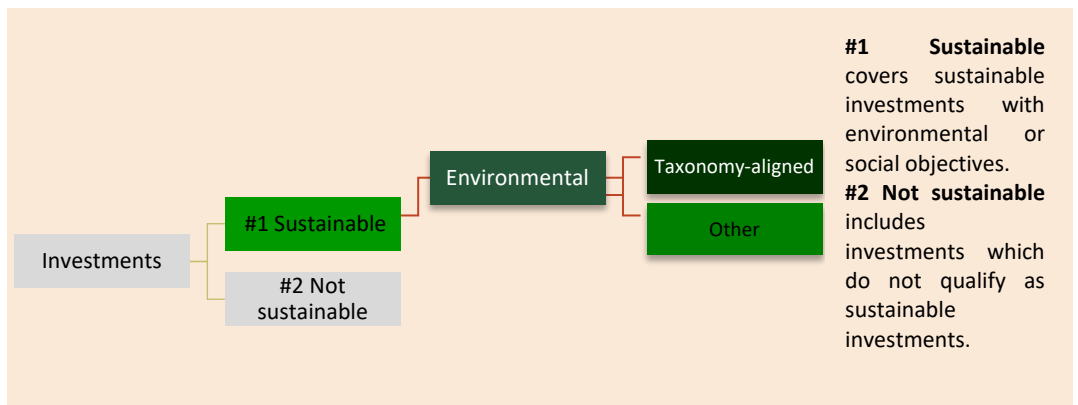 Investments
#1 Sustainable
#2 Not
sustainable
Environmental
Taxonomy-aligned
Other
#1 Sustainable
covers sustainable
investments with
environmental or
social objectives.
#2 Not sustainable
includes
investments which
do not qualify as
sustainable
investments.